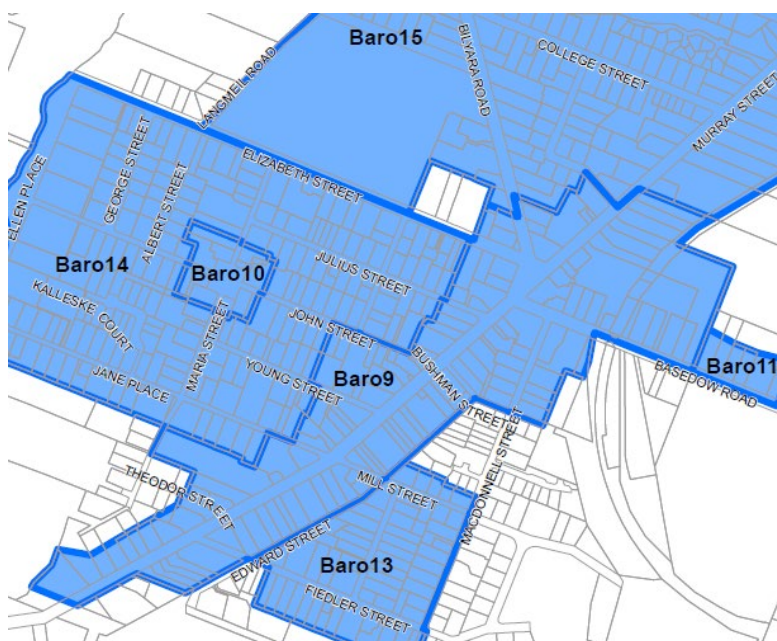 Baro15
BILYARA ROAD
COLLEGE STREET
MURRAY STREET
LANGMEIL ROAD
ELIZABETH STREET
ELLEN PLACE
GEORGE STREET
ALBERT STREET
Baro14
Baro10
JULIUS STREET
KALLESKE COURT
MARIA STREET
JOHN STREET
JANE PLACE
YOUNG STREET
Baro9
BUSHMAN STREET
Baro11
BASEDOW ROAD
THEODOR STREET
MILL STREET
MACDONNELL STREET
EDWARD STREET
Baro13
FIEDLER STREET